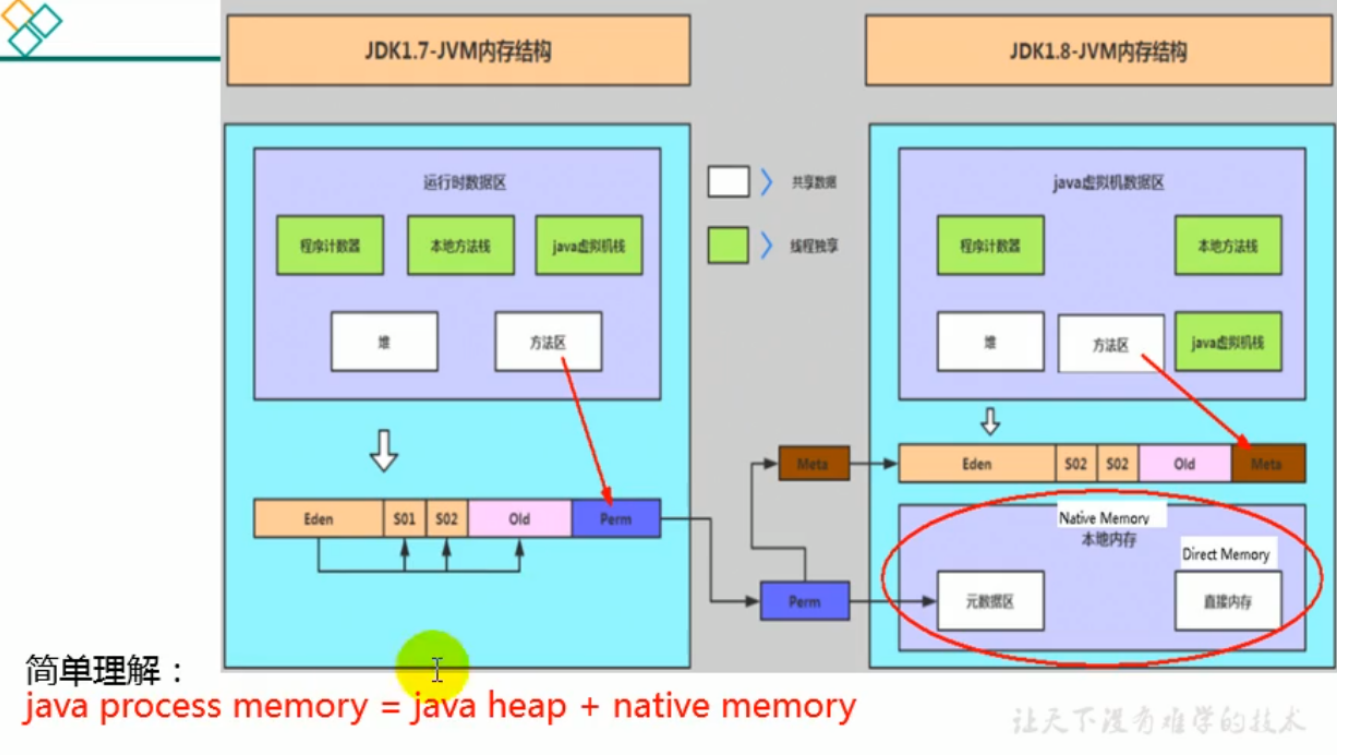 JDK1.7-JVM内存结构
JDK1.8-JVM内存结构
运行时数据区
程序计数器
本地方法栈
java虚拟机栈
堆
方法区
Eden
S01
S02
Old
Perm
共享数据
线程独享
Meta
Perm
java虚拟机数据区
程序计数器
本地方法栈
堆
方法区
java虚拟机栈
Eden
S02
S02
Old
Meta
Native Memory
本地内存
Direct Memory
元数据区
直接内存
简单理解：
java process memory = java heap + native memory
让天下没有难学的技术